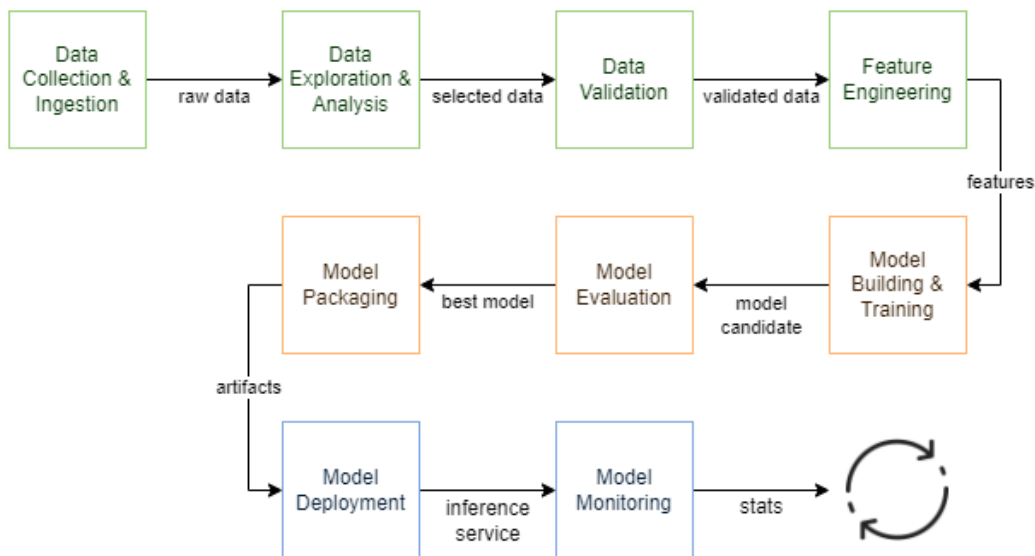 Data
Collection &
Ingestion
raw data
Data
Exploration &
Analysis
selected data
Data
Validation
validated data
Feature
Engineering
features
Model
Building &
Training
model
candidate
Model
Evaluation
best model
Model
Packaging
artifacts
Model
Deployment
inference
service
Model
Monitoring
stats